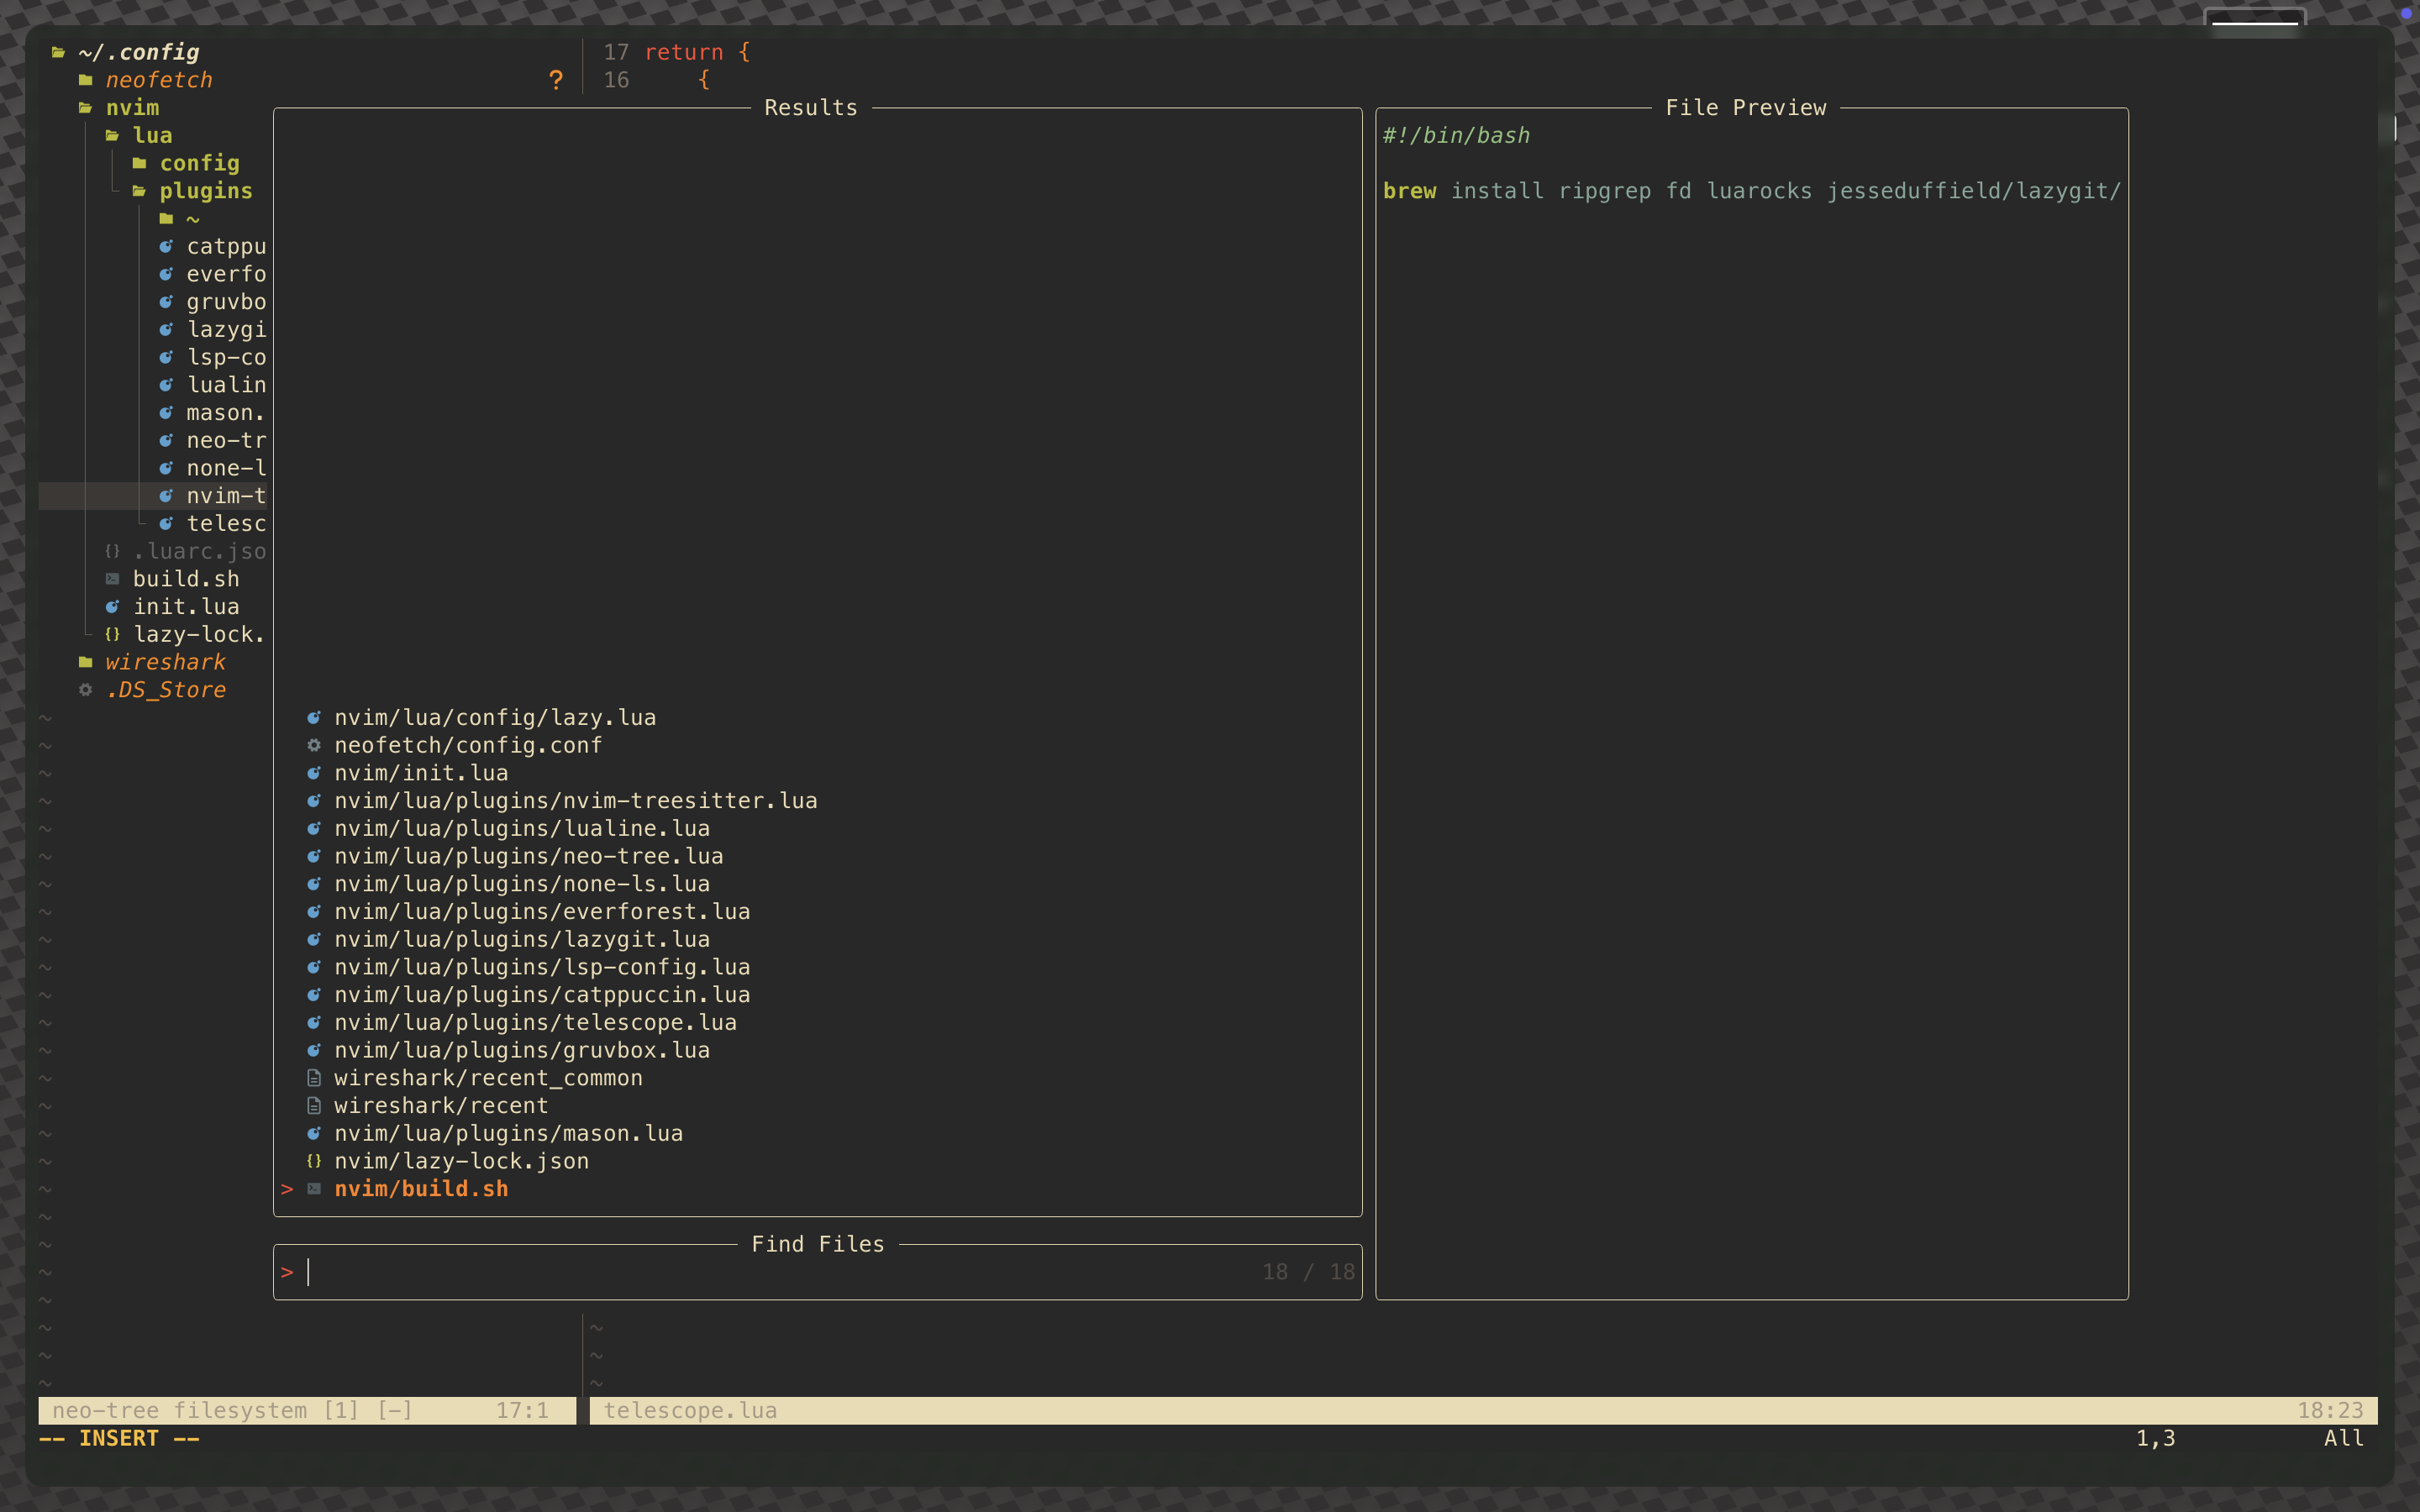 ~/.config
neofetch ?
nvim
lua
config
plugins
~
catppu
everfo
gruvbo
lazygi
lsp-co
lualin
mason.
neo-tr
none-l
nvim-t
telesc
{} .luarc.jso
build.sh
init.lua
{} lazy-lock.
wireshark
.DS_Store
17 return {
16 {
Results
nvim/lua/config/lazy.lua
neofetch/config.conf
nvim/init.lua
nvim/lua/plugins/nvim-treesitter.lua
nvim/lua/plugins/lualine.lua
nvim/lua/plugins/neo-tree.lua
nvim/lua/plugins/none-ls.lua
nvim/lua/plugins/everforest.lua
nvim/lua/plugins/lazygit.lua
nvim/lua/plugins/lsp-config.lua
nvim/lua/plugins/catppuccin.lua
nvim/lua/plugins/telescope.lua
nvim/lua/plugins/gruvbox.lua
wireshark/recent_common
wireshark/recent
nvim/lua/plugins/mason.lua
{} nvim/lazy-lock.json
> nvim/build.sh
Find Files
> 18 / 18
File Preview
#!/bin/bash
brew install ripgrep fd luarocks jesseduffield/lazygit/
neo-tree filesystem [1] [-] 17:1
telescope.lua 18:23
-- INSERT -- 1,3 All